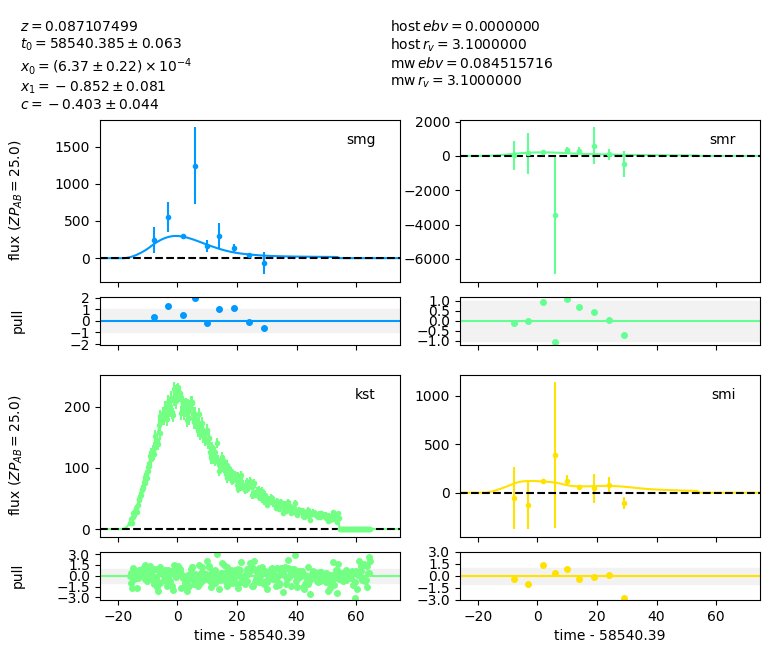 z = 0.087107499
t0 = 58540.385 ± 0.063
x0 = (6.37 ± 0.22) × 10^−4
x1 = −0.852 ± 0.081
c = −0.403 ± 0.044
host ebv = 0.0000000
host rv = 3.1000000
mw ebv = 0.084515716
mw rv = 3.1000000
smg
flux (ZPAB = 25.0)
1500
1000
500
0
smr
2000
0
−2000
−4000
−6000
pull
2
1
0
−1
−2
1.0
0.5
0.0
−0.5
−1.0
kst
flux (ZPAB = 25.0)
200
100
0
smi
1000
500
0
pull
3.0
1.5
0.0
−1.5
−3.0
−20 0 20 40 60
time - 58540.39
3.0
1.5
0.0
−1.5
−3.0
−20 0 20 40 60
time - 58540.39